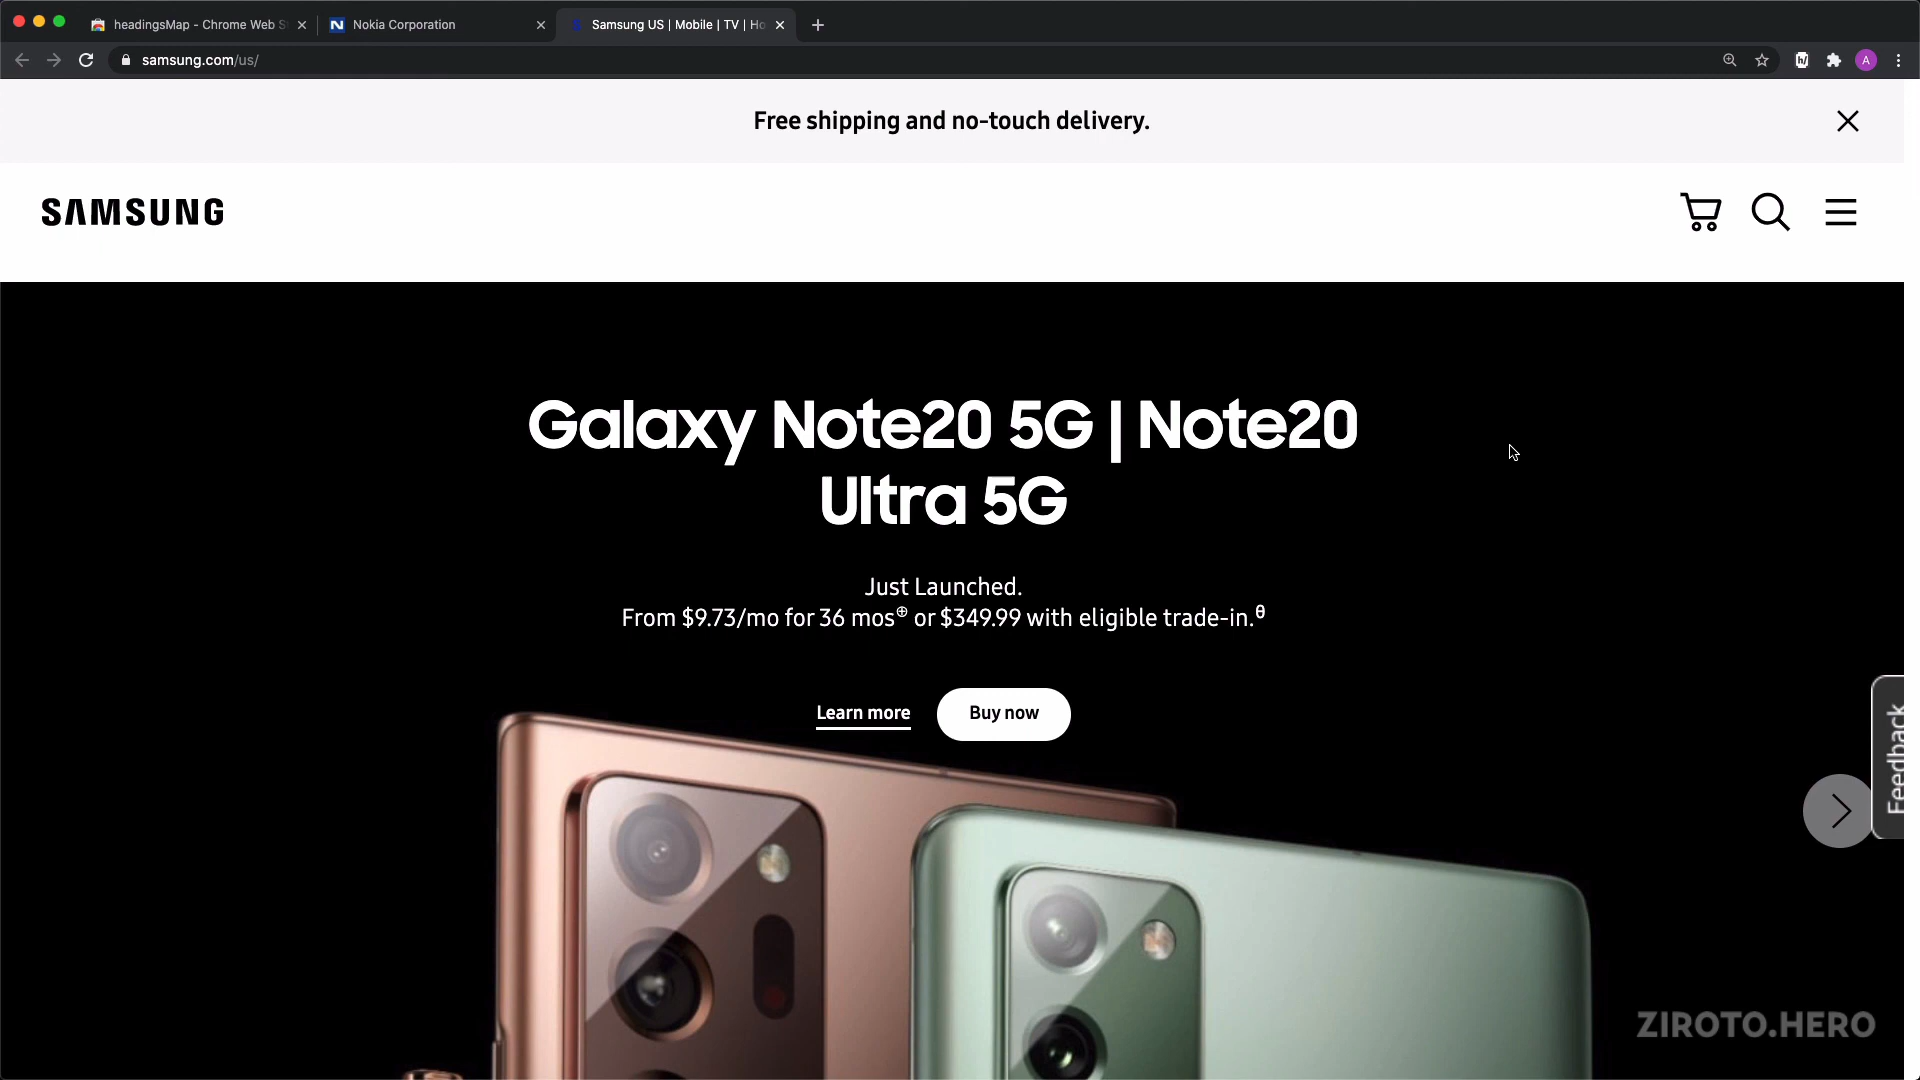 headingsMap - Chrome Web S
Nokia Corporation
Samsung US | Mobile | TV | Ho
samsung.com/us/
A
Free shipping and no-touch delivery.
SAMSUNG
Galaxy Note20 5G | Note20
Ultra 5G
Just Launched.
From $9.73/mo for 36 mos⊕ or $349.99 with eligible trade-in.θ
Learn more
Buy now
Feedback
ZIROTO.HERO